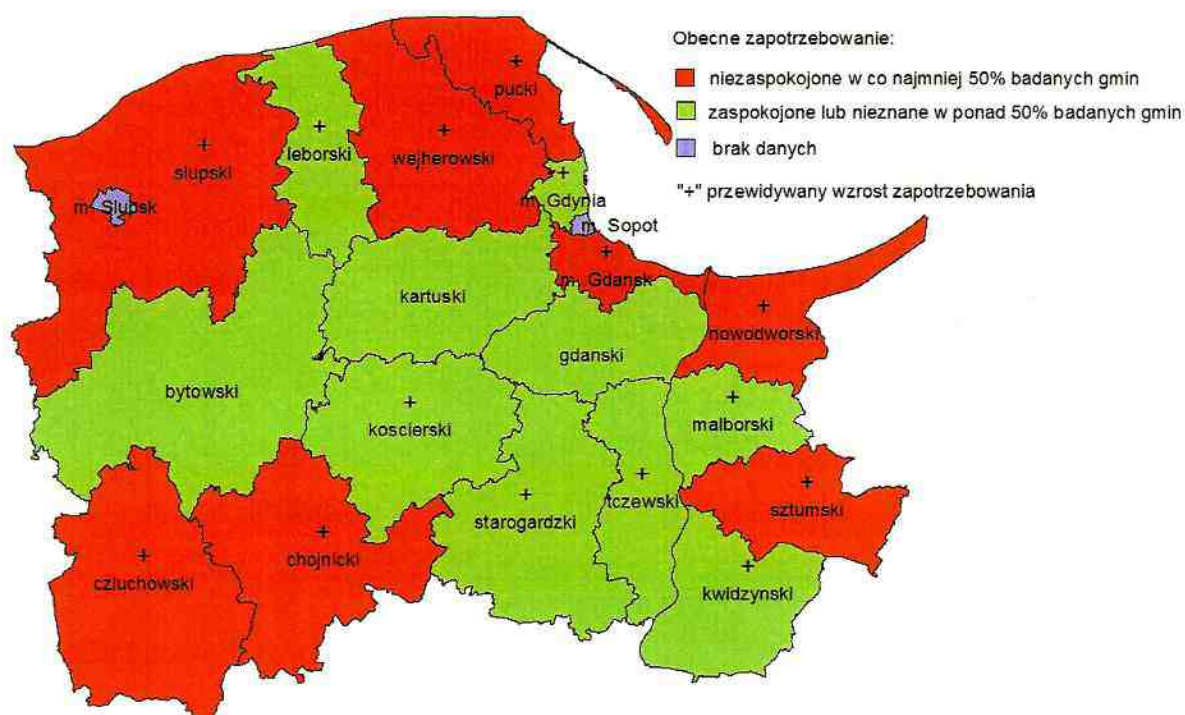 Obecne zapotrzebowanie:
niezaspokojone w co najmniej 50% badanych gmin
zaspokojone lub nieznane w ponad 50% badanych gmin
brak danych
"+" przewidywany wzrost zapotrzebowania
+
pucki
+
slupski
+
leborski
+
wejherowski
m. Slupsk
+
m. Gdynia
m. Sopot
+
m. Gdansk
kartuski
+
nowodworski
gdanski
bytowski
+
koscierski
+
malborski
+
starogardzki
+
tczewski
+
sztumski
+
czluchowski
+
chojnicki
+
kwidzynski